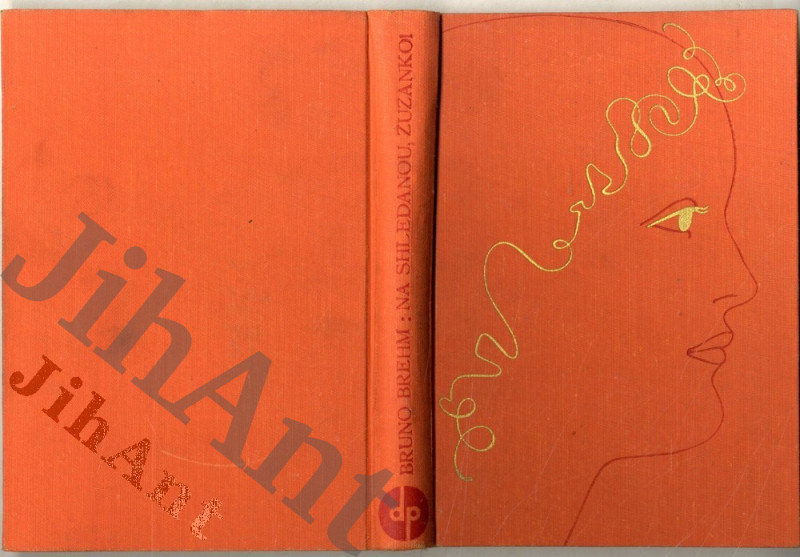 BRUNO BREHM : NA SHLEDANOU, ZUZANKO!
dp
JihAnt
JihAnt